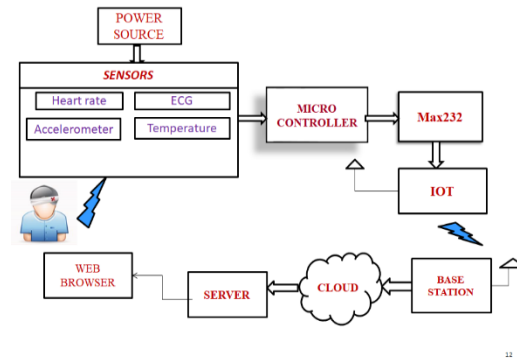 POWER
SOURCE
SENSORS
Heart rate
ECG
Accelerometer
Temperature
MICRO
CONTROLLER
Max232
IOT
WEB
BROWSER
SERVER
CLOUD
BASE
STATION
12